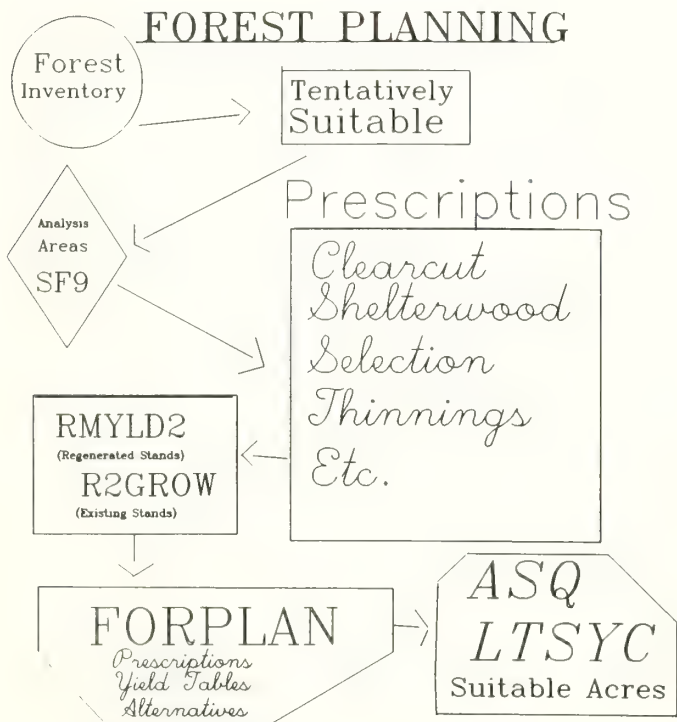 FOREST PLANNING
Forest
Inventory
Tentatively
Suitable
Analysis
Areas
SF9
Prescriptions
Clearcut
Shelterwood
Selection
Thinnings
Etc.
RMYLD2
(Regenerated Stands)
R2GROW
(Existing Stands)
FORPLAN
Prescriptions
Yield Tables
Alternatives
ASQ
LTSYC
Suitable Acres